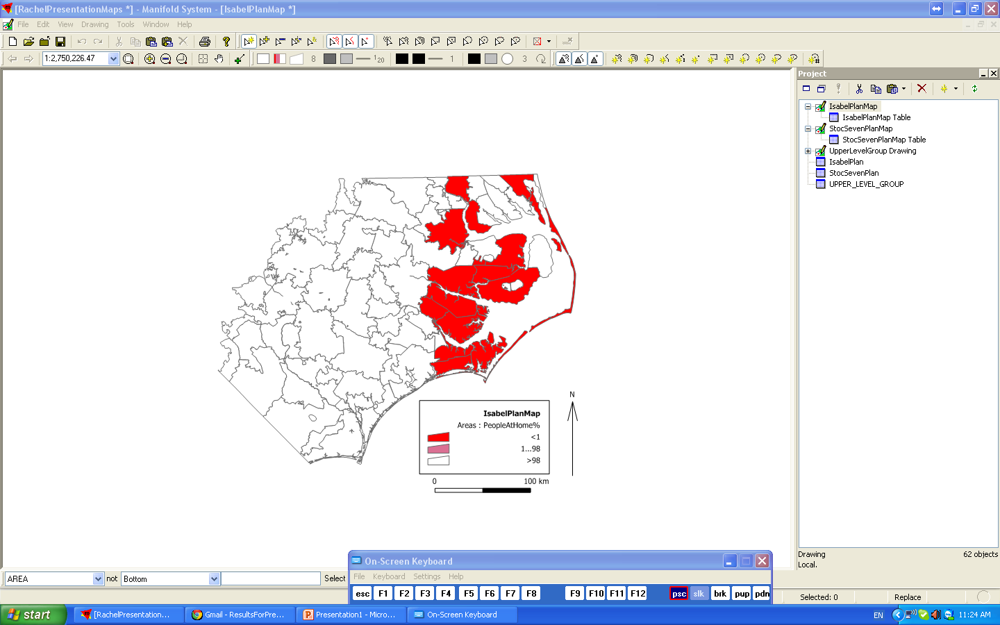 [RachelPresentationMaps *] - Manifold System - [IsabelPlanMap *]
File Edit View Drawing Tools Window Help
1:2,750,226.47
8
1
20
1
3
Project
IsabelPlanMap
IsabelPlanMap Table
StocSevenPlanMap
StocSevenPlanMap Table
UpperLevelGroup Drawing
IsabelPlan
StocSevenPlan
UPPER_LEVEL_GROUP
N
IsabelPlanMap
Areas : PeopleAtHome%
<1
1...98
>98
0 100 km
Drawing 62 objects
Local.
AREA not Bottom Select
On-Screen Keyboard
File Keyboard Settings Help
esc F1 F2 F3 F4 F5 F6 F7 F8 F9 F10 F11 F12 psc slk brk pup pdn
Selected: 0 Replace
start [RachelPresentation... Gmail - ResultsForPre... Presentation1 - Micro... On-Screen Keyboard EN 11:24 AM